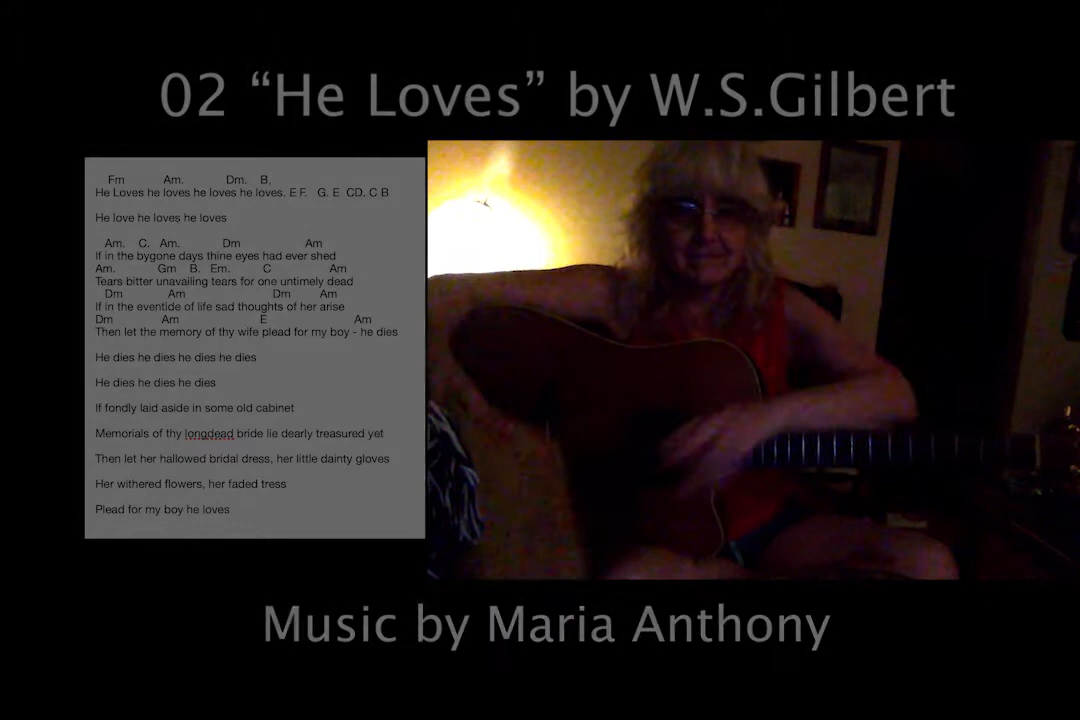 02 “He Loves” by W.S.Gilbert
Fm Am. Dm. B,
He Loves he loves he loves he loves. E F. G. E CD. C B
He love he loves he loves
Am. C. Am. Dm Am
If in the bygone days thine eyes had ever shed
Am. Gm B. Em. C Am
Tears bitter unavailing tears for one untimely dead
Dm Am Dm Am
If in the eventide of life sad thoughts of her arise
Dm Am E Am
Then let the memory of thy wife plead for my boy - he dies
He dies he dies he dies he dies
He dies he dies he dies
If fondly laid aside in some old cabinet
Memorials of thy longdead bride lie dearly treasured yet
Then let her hallowed bridal dress, her little dainty gloves
Her withered flowers, her faded tress
Plead for my boy he loves
Music by Maria Anthony